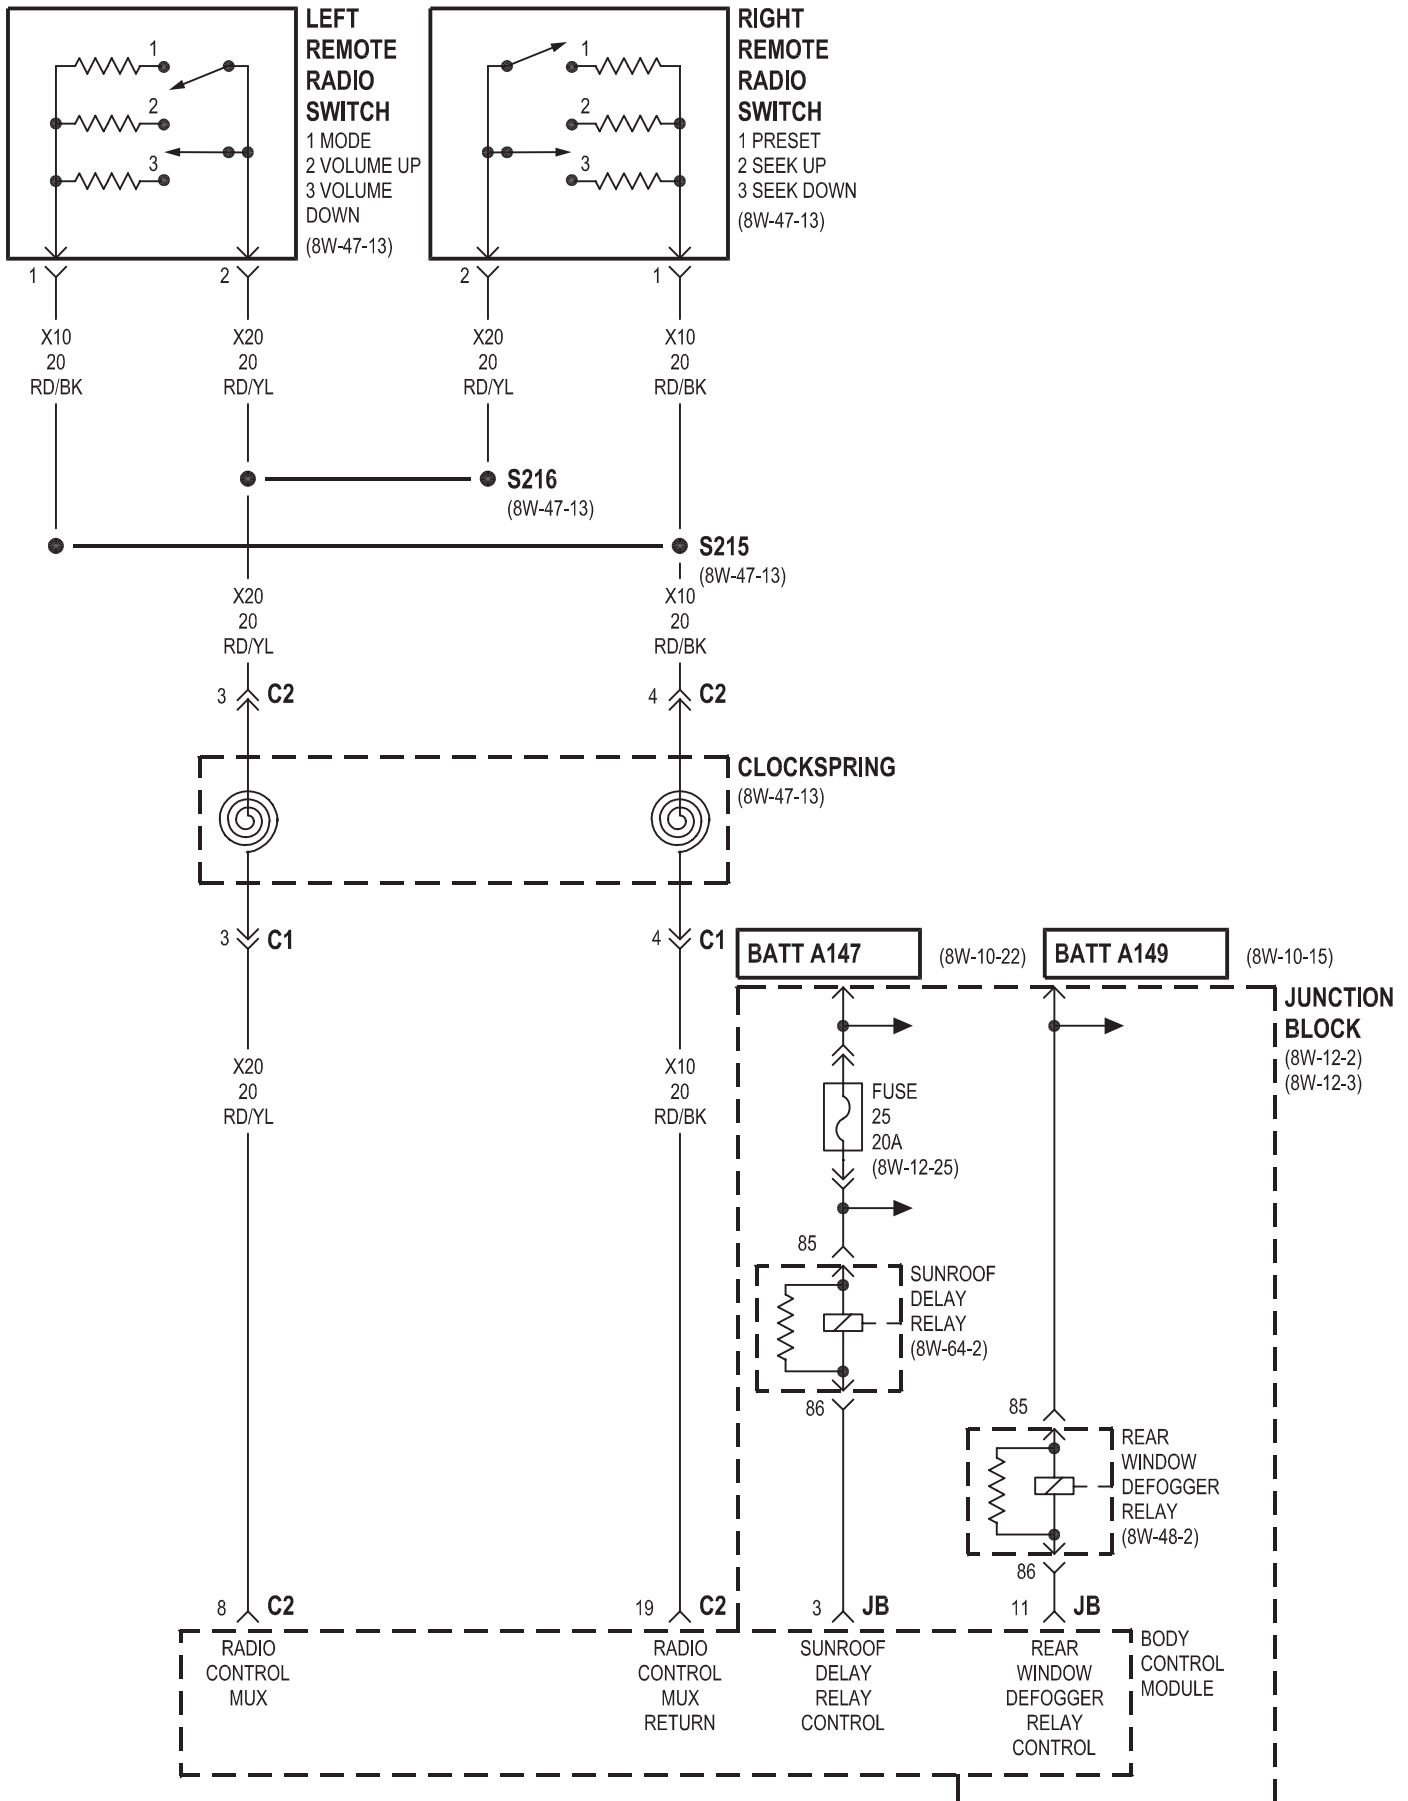 LEFT
REMOTE
RADIO
SWITCH
1 MODE
2 VOLUME UP
3 VOLUME
DOWN
(8W-47-13)
1
2
3
RIGHT
REMOTE
RADIO
SWITCH
1 PRESET
2 SEEK UP
3 SEEK DOWN
(8W-47-13)
1
2
3
1
2
2
1
X10
20
RD/BK
X20
20
RD/YL
X20
20
RD/YL
X10
20
RD/BK
S216
(8W-47-13)
S215
(8W-47-13)
X20
20
RD/YL
X10
20
RD/BK
3
C2
4
C2
CLOCKSPRING
(8W-47-13)
3
C1
4
C1
BATT A147
(8W-10-22)
BATT A149
(8W-10-15)
JUNCTION
BLOCK
(8W-12-2)
(8W-12-3)
X20
20
RD/YL
X10
20
RD/BK
FUSE
25
20A
(8W-12-25)
85
SUNROOF
DELAY
RELAY
(8W-64-2)
86
85
REAR
WINDOW
DEFOGGER
RELAY
(8W-48-2)
86
8
C2
19
C2
3
JB
11
JB
RADIO
CONTROL
MUX
RADIO
CONTROL
MUX
RETURN
SUNROOF
DELAY
RELAY
CONTROL
REAR
WINDOW
DEFOGGER
RELAY
CONTROL
BODY
CONTROL
MODULE